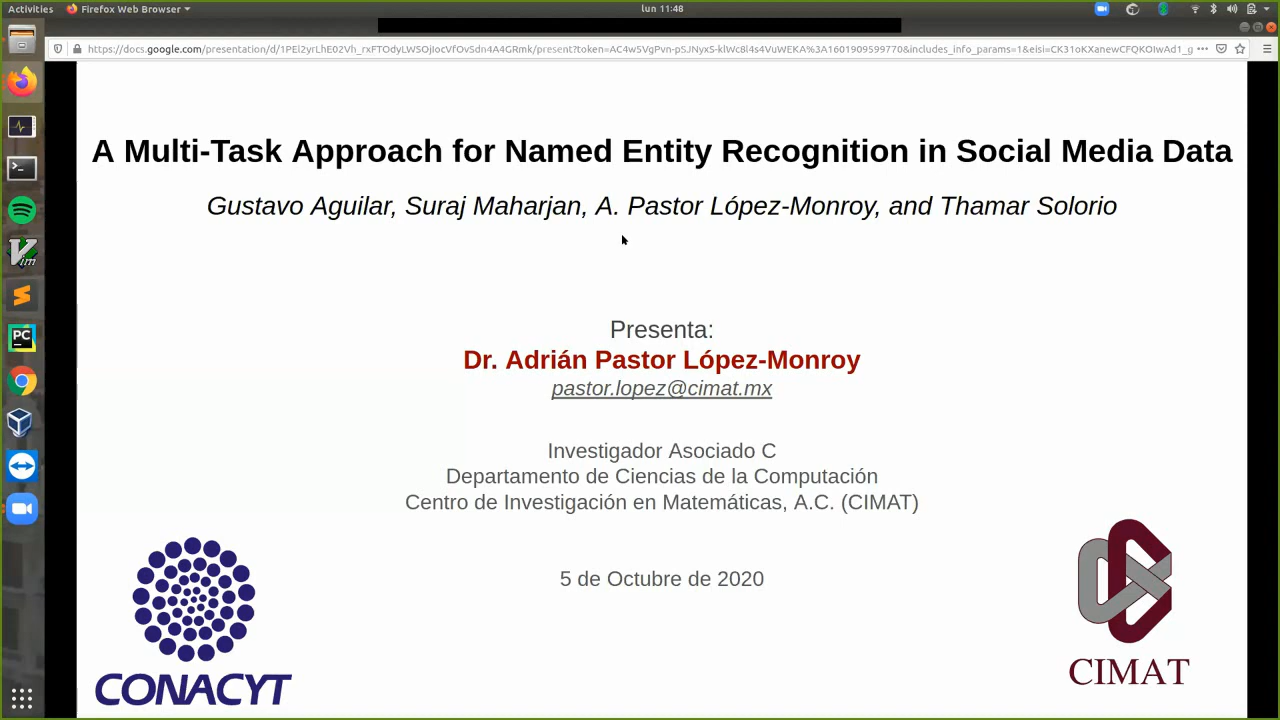 Activities
Firefox Web Browser
lun 11:48
A Multi-Task Approach for Named Entity Recognition in Social Media Data
Gustavo Aguilar, Suraj Maharjan, A. Pastor López-Monroy, and Thamar Solorio
Presenta:
Dr. Adrián Pastor López-Monroy
pastor.lopez@cimat.mx
Investigador Asociado C
Departamento de Ciencias de la Computación
Centro de Investigación en Matemáticas, A.C. (CIMAT)
5 de Octubre de 2020
CONACYT
CIMAT
PC
Vim